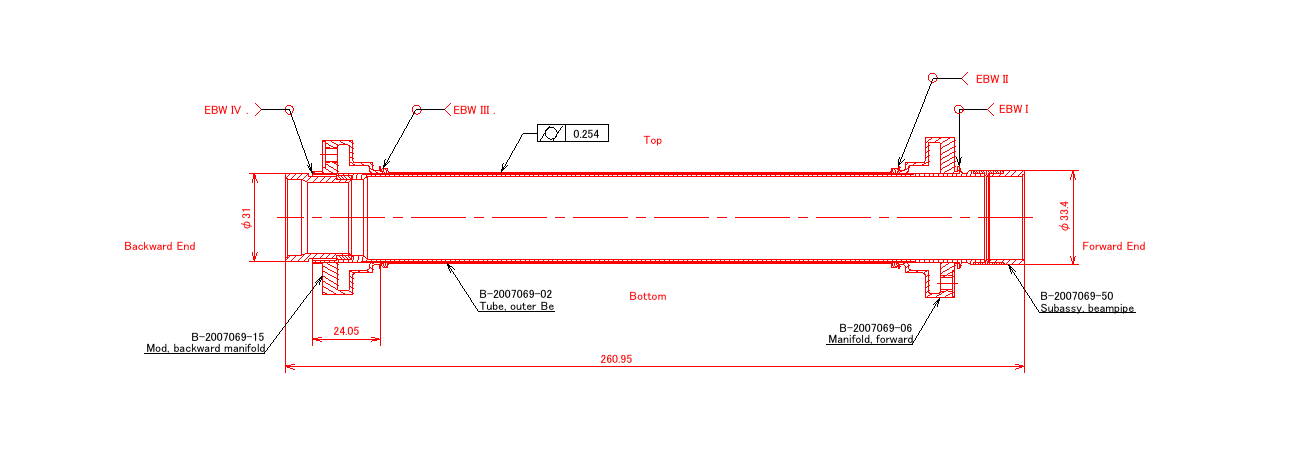 EBW II
EBW IV .
EBW III .
EBW I
0.254
Top
φ31
φ33.4
Backward End
Forward End
B-2007069-02
Tube, outer Be
Bottom
B-2007069-50
Subassy, beampipe
B-2007069-15
Mod, backward manifold
24.05
B-2007069-06
Manifold, forward
260.95